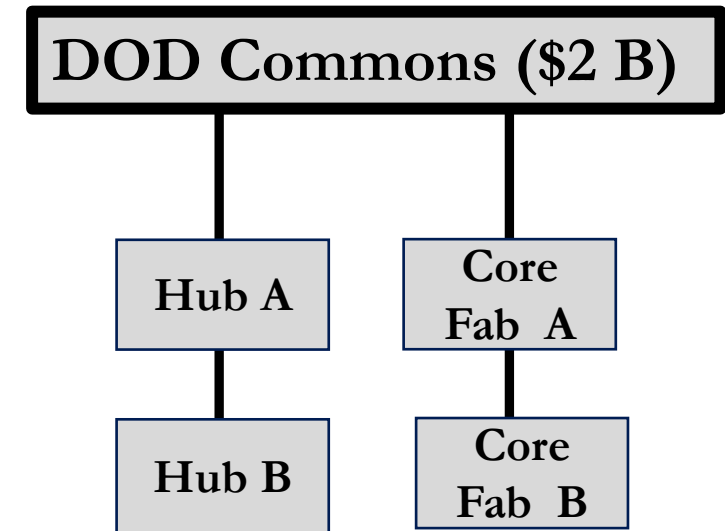 DOD Commons ($2 B)
Hub A
Core
Fab A
Hub B
Core
Fab B